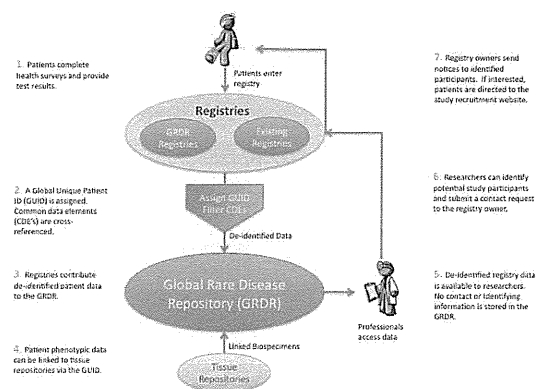 1. Patients complete
health surveys and provide
test results.
Patients enter
registry
7. Registry owners send
notices to identified
participants. If interested,
patients are directed to the
study recruitment website.
Registries
GRDR
Registries
Existing
Registries
2. A Global Unique Patient
ID (GUID) is assigned.
Common data elements
(CDE's) are cross-
referenced.
Assign GUID
Filter CDEs
De-identified Data
6. Researchers can identify
potential study participants
and submit a contact request
to the registry owner.
3. Registries contribute
de-identified patient data
to the GRDR.
Global Rare Disease
Repository (GRDR)
Professionals
access data
5. De-identified registry data
is available to researchers.
No contact or identifying
information is stored in the
GRDR.
4. Patient phenotypic data
can be linked to tissue
repositories via the GUID.
Linked Biospecimens
Tissue
Repositories